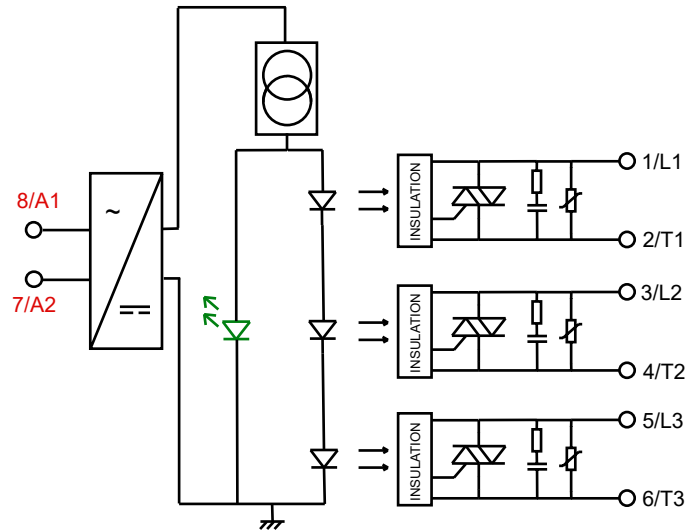 8/A1
7/A2
~
INSULATION
1/L1
2/T1
INSULATION
3/L2
4/T2
INSULATION
5/L3
6/T3